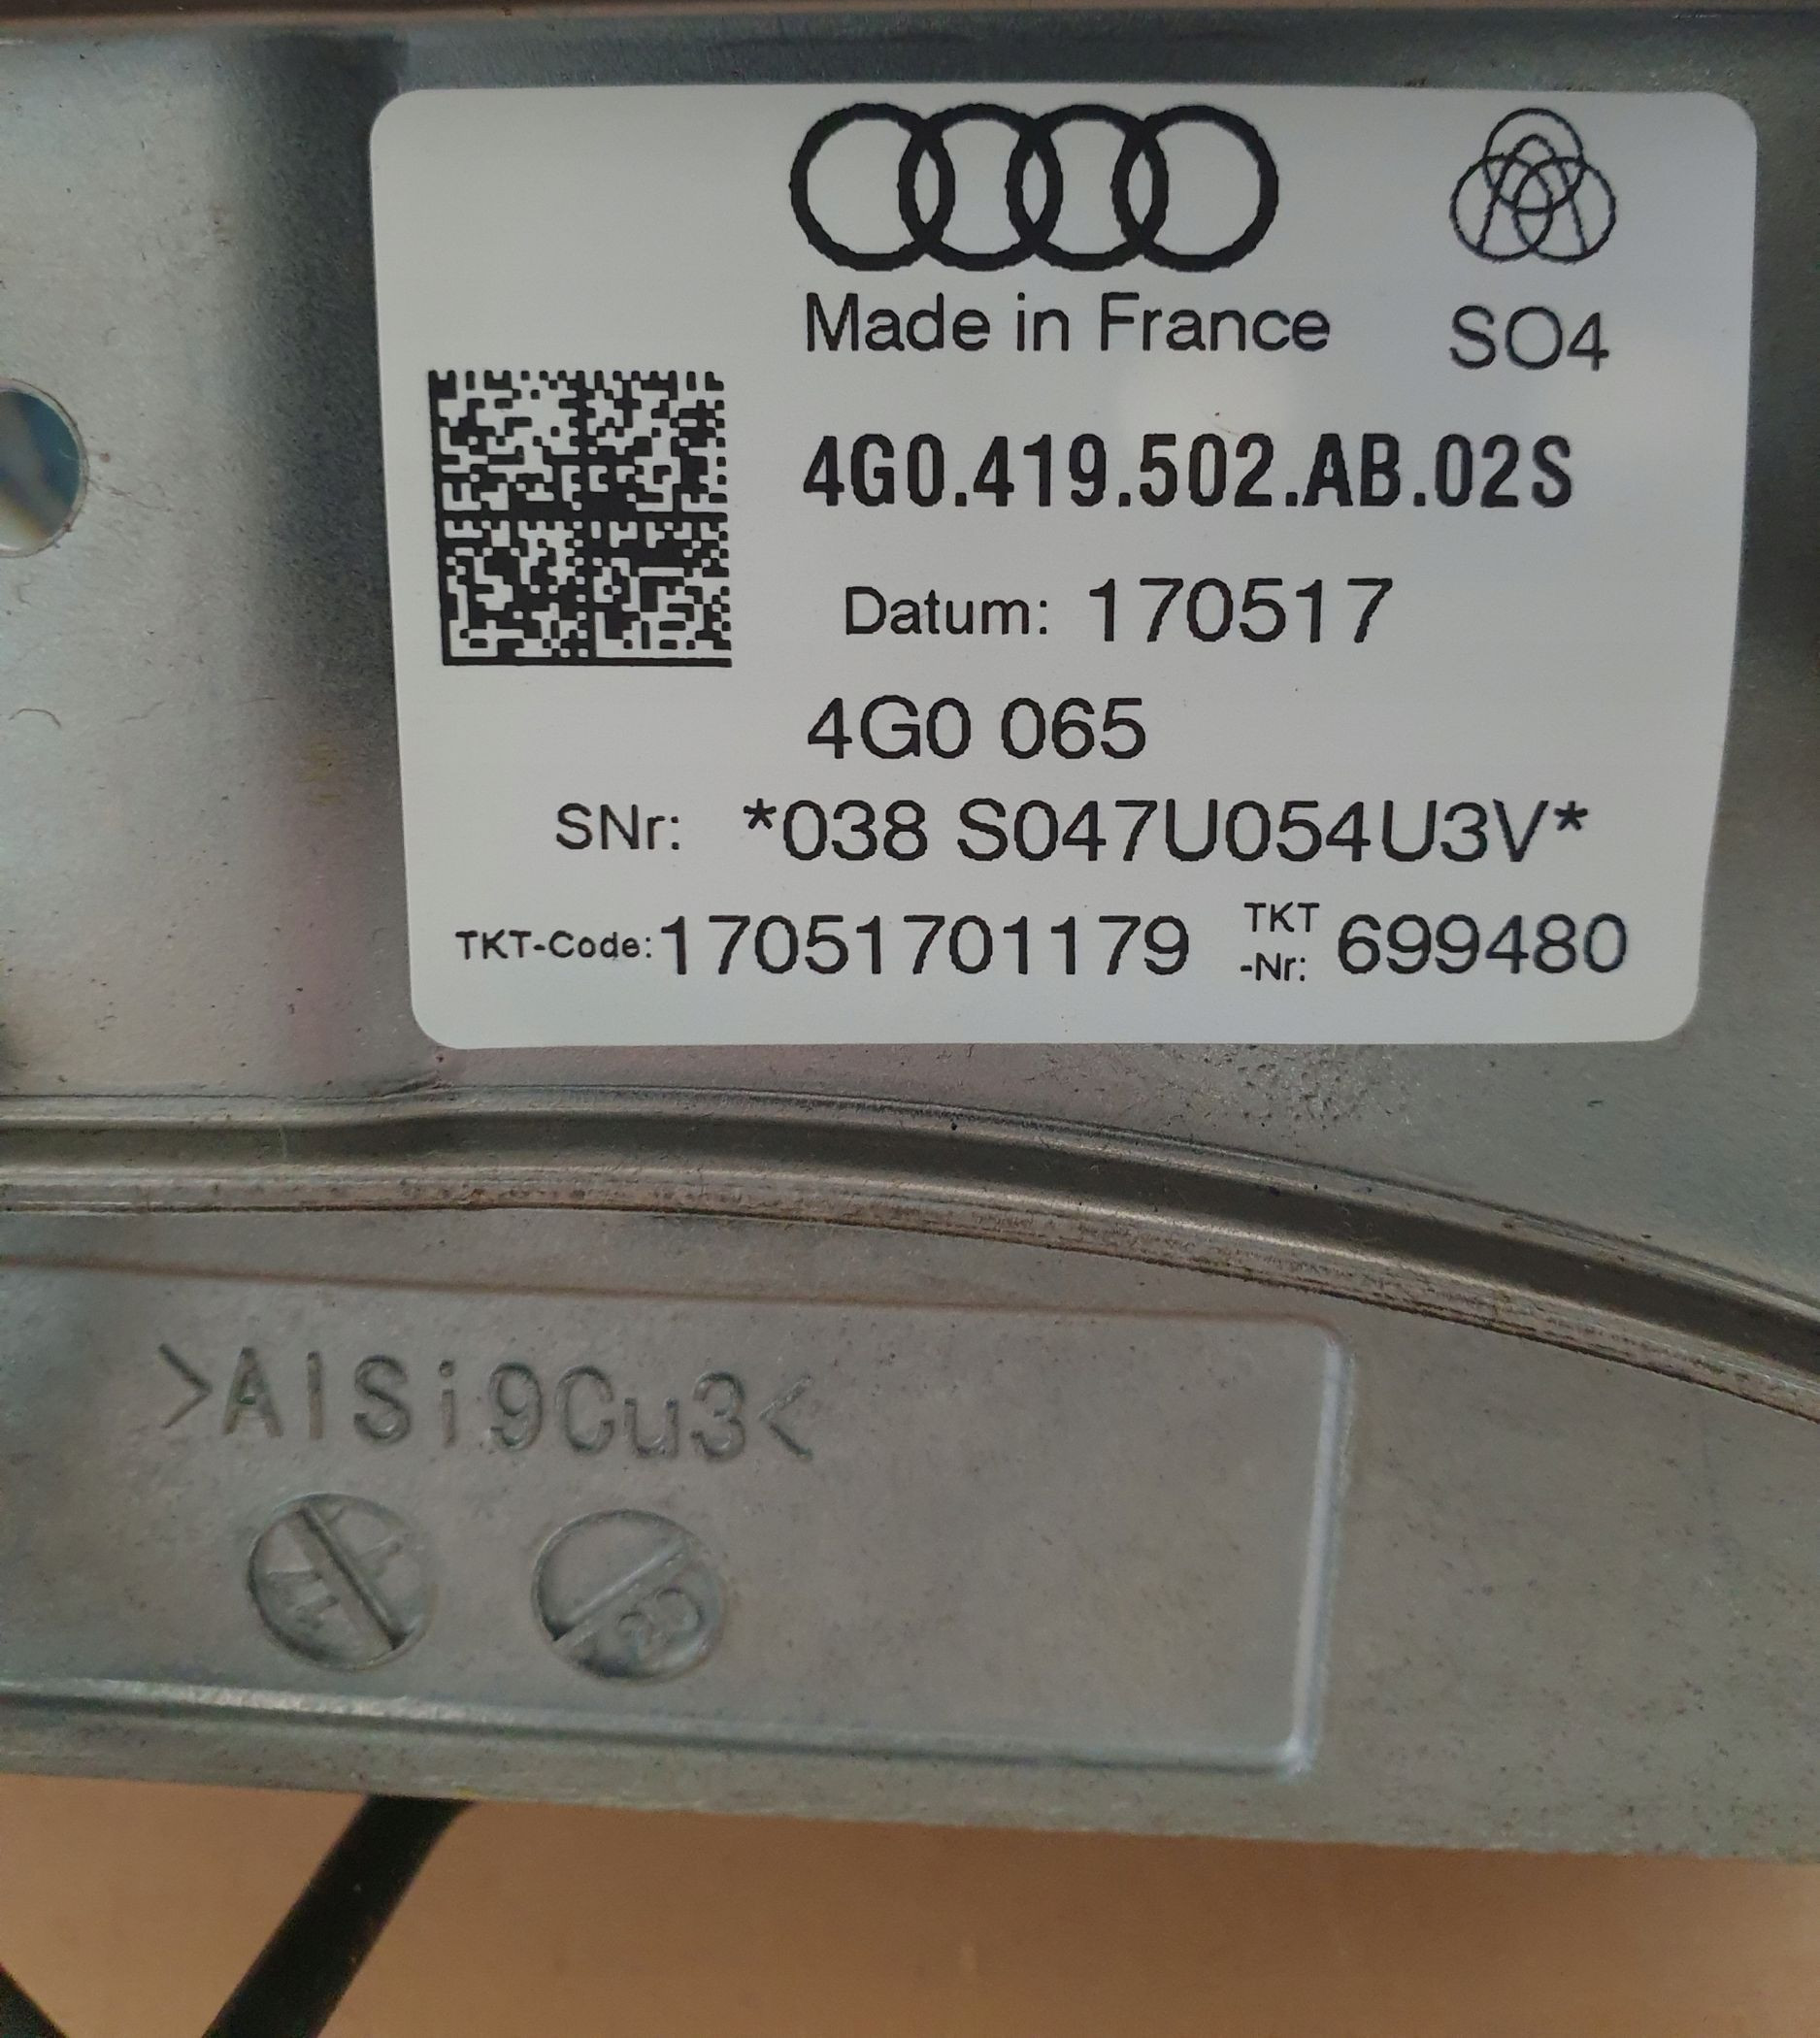 Made in France
SO4
4G0.419.502.AB.02S
Datum: 170517
4G0 065
SNr: *038 S047U054U3V*
TKT-Code: 17051701179 TKT-Nr: 699480
>AlSi9Cu3<